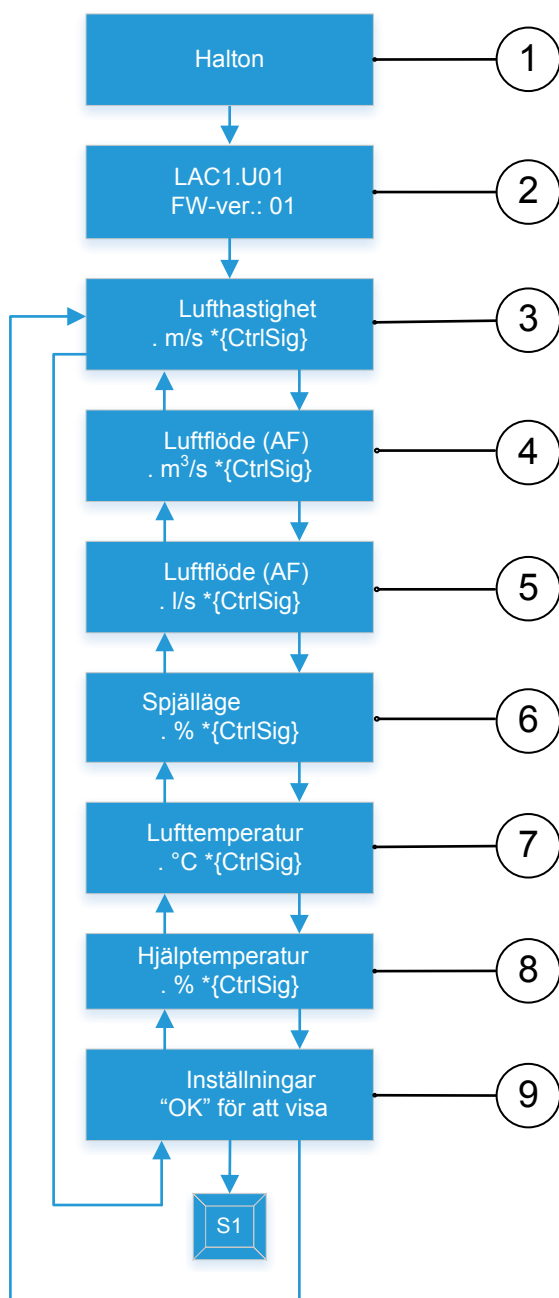 Halton
1
LAC1.U01
FW-ver.: 01
2
Lufthastighet
. m/s *{CtrlSig}
3
Luftflöde (AF)
. m³/s *{CtrlSig}
4
Luftflöde (AF)
. l/s *{CtrlSig}
5
Spjälläge
. % *{CtrlSig}
6
Lufttemperatur
. °C *{CtrlSig}
7
Hjälptemperatur
. % *{CtrlSig}
8
Inställningar
“OK” för att visa
9
S1